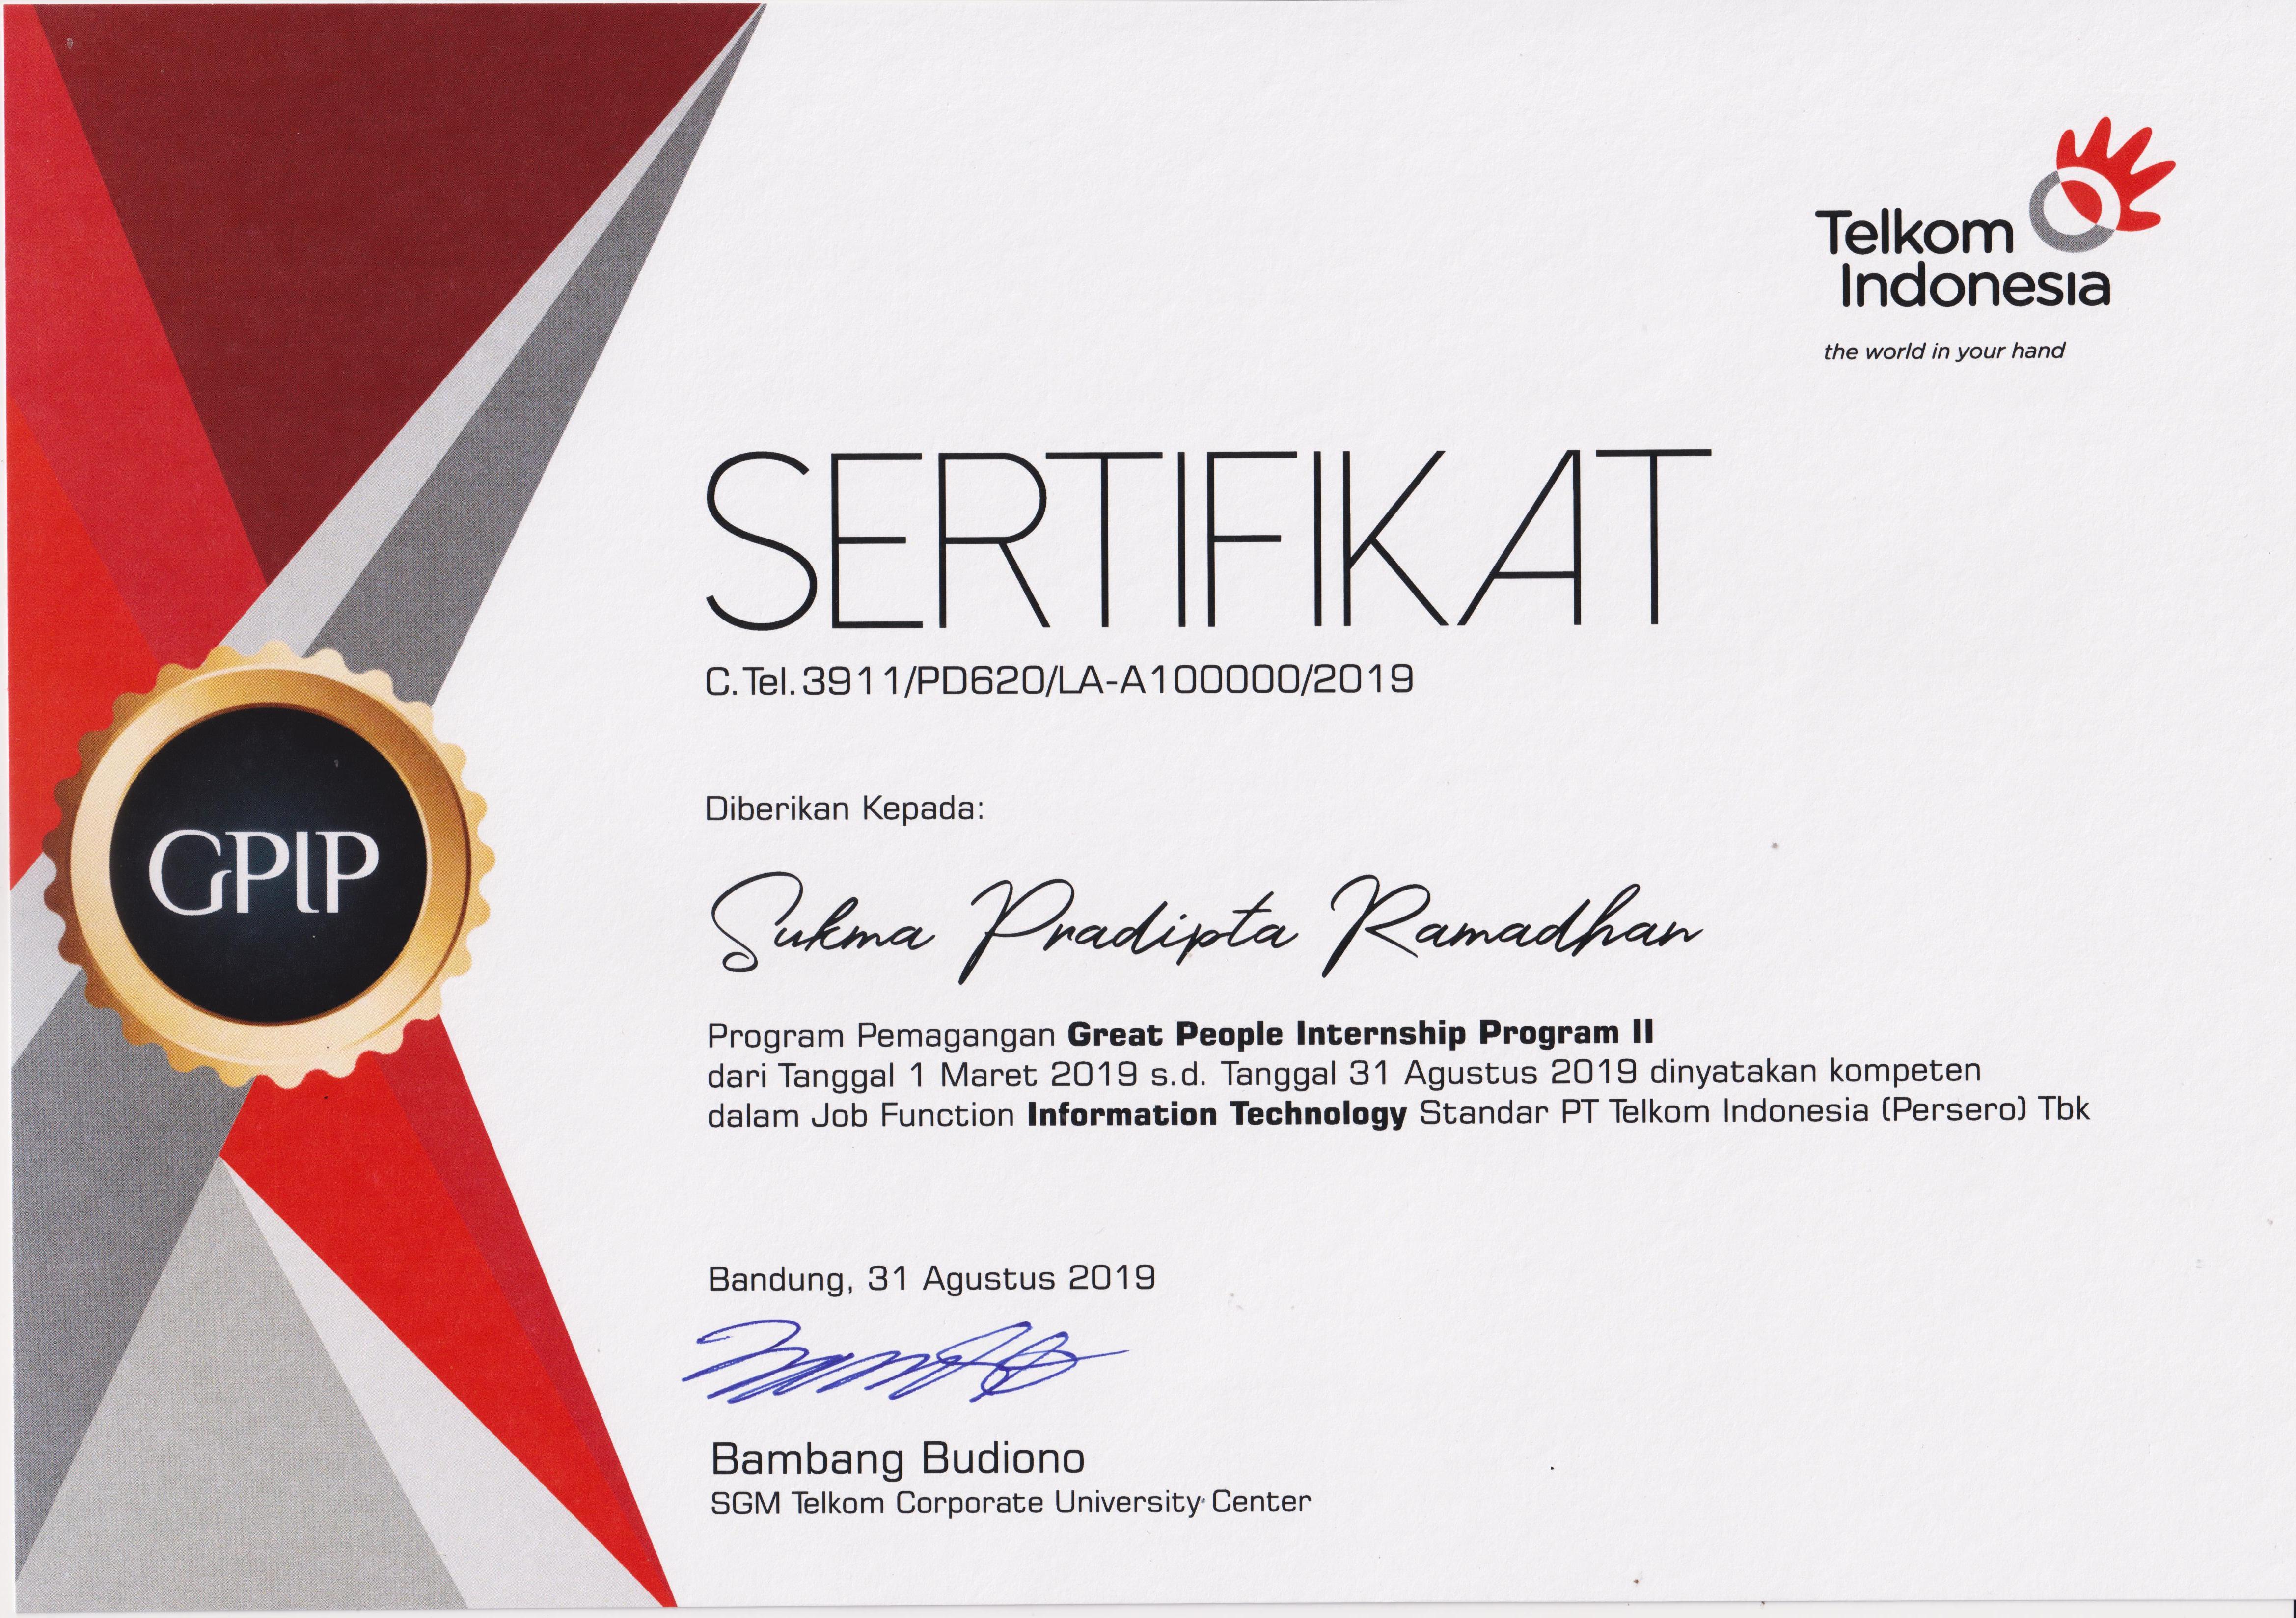 Telkom
Indonesia
the world in your hand
SERTIFIKAT
C.Tel.3911/PD620/LA-A100000/2019
Diberikan Kepada:
GPIP
Sukma Pradipta Ramadhan
Program Pemagangan Great People Internship Program II
dari Tanggal 1 Maret 2019 s.d. Tanggal 31 Agustus 2019 dinyatakan kompeten
dalam Job Function Information Technology Standar PT Telkom Indonesia (Persero) Tbk
Bandung, 31 Agustus 2019
Bambang Budiono
SGM Telkom Corporate University Center